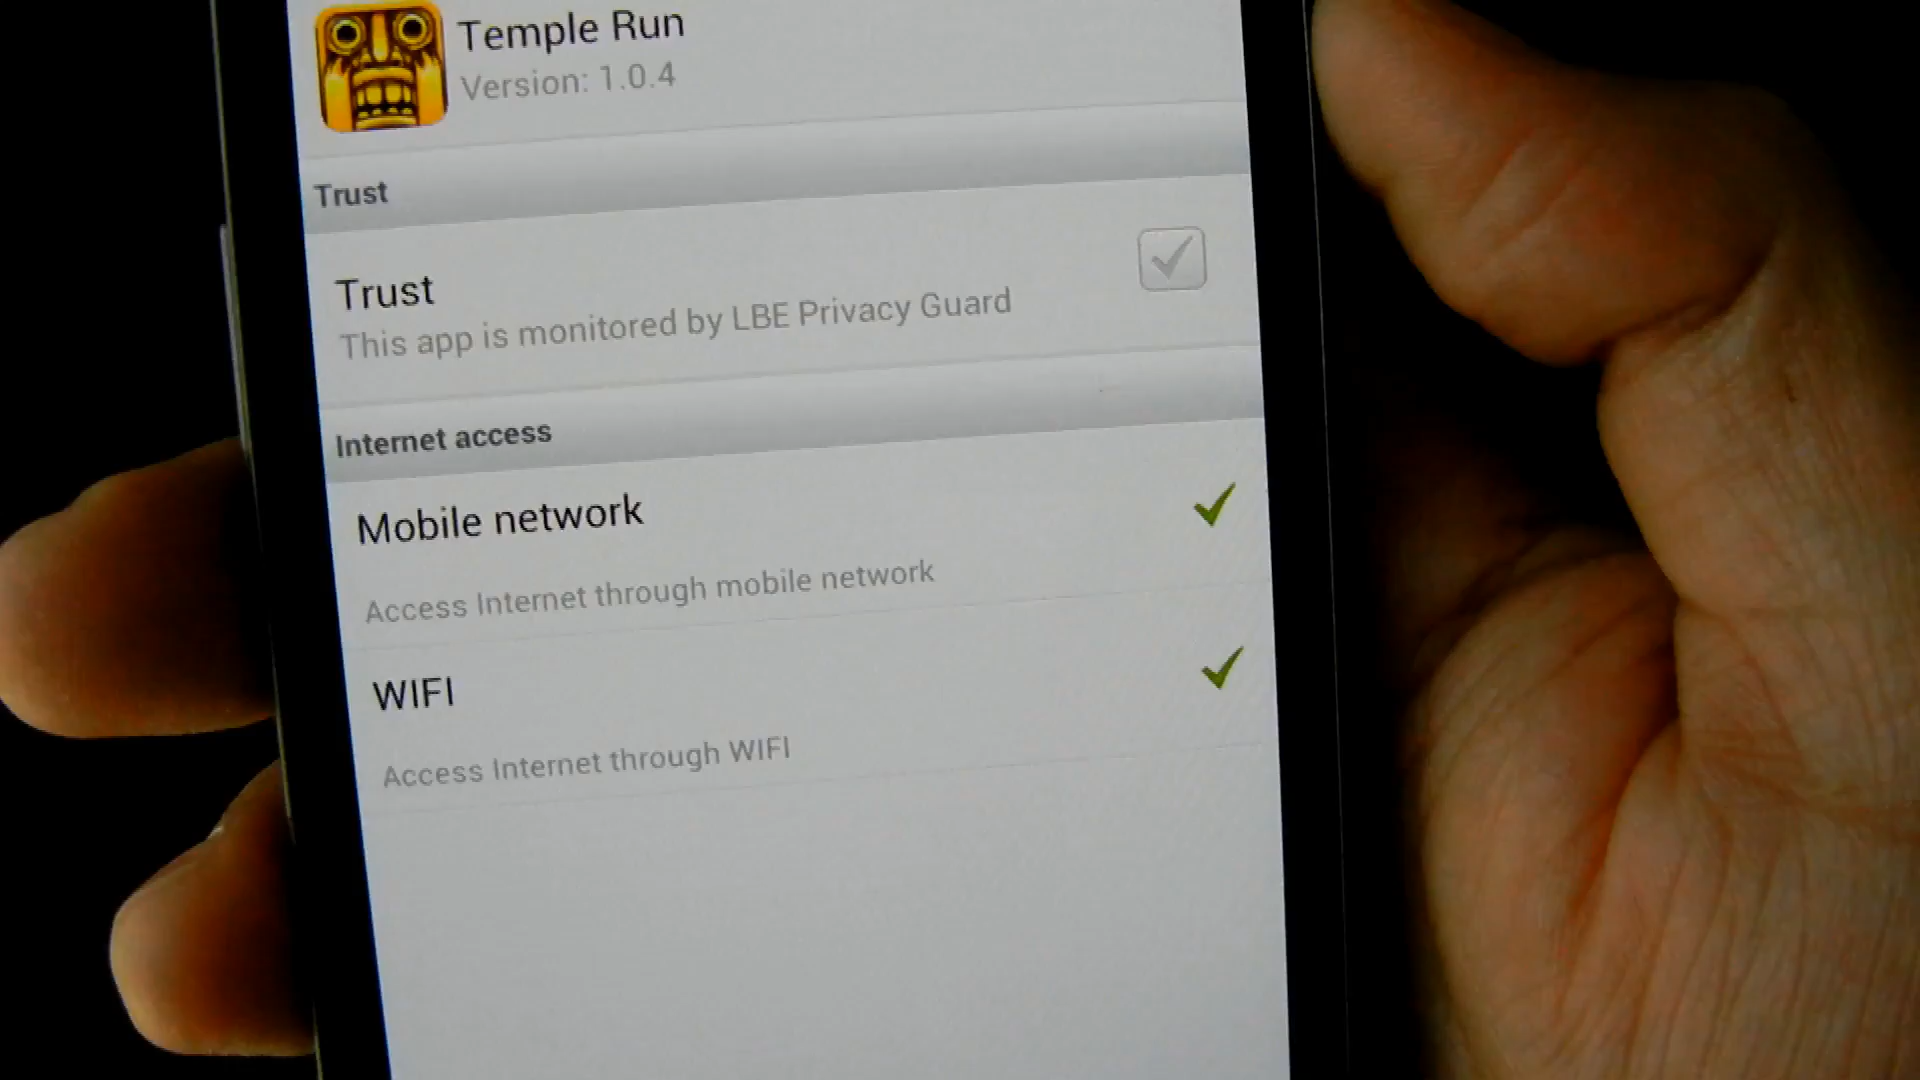 Temple Run
Version: 1.0.4
Trust
Trust
This app is monitored by LBE Privacy Guard
Internet access
Mobile network
Access Internet through mobile network
WIFI
Access Internet through WIFI